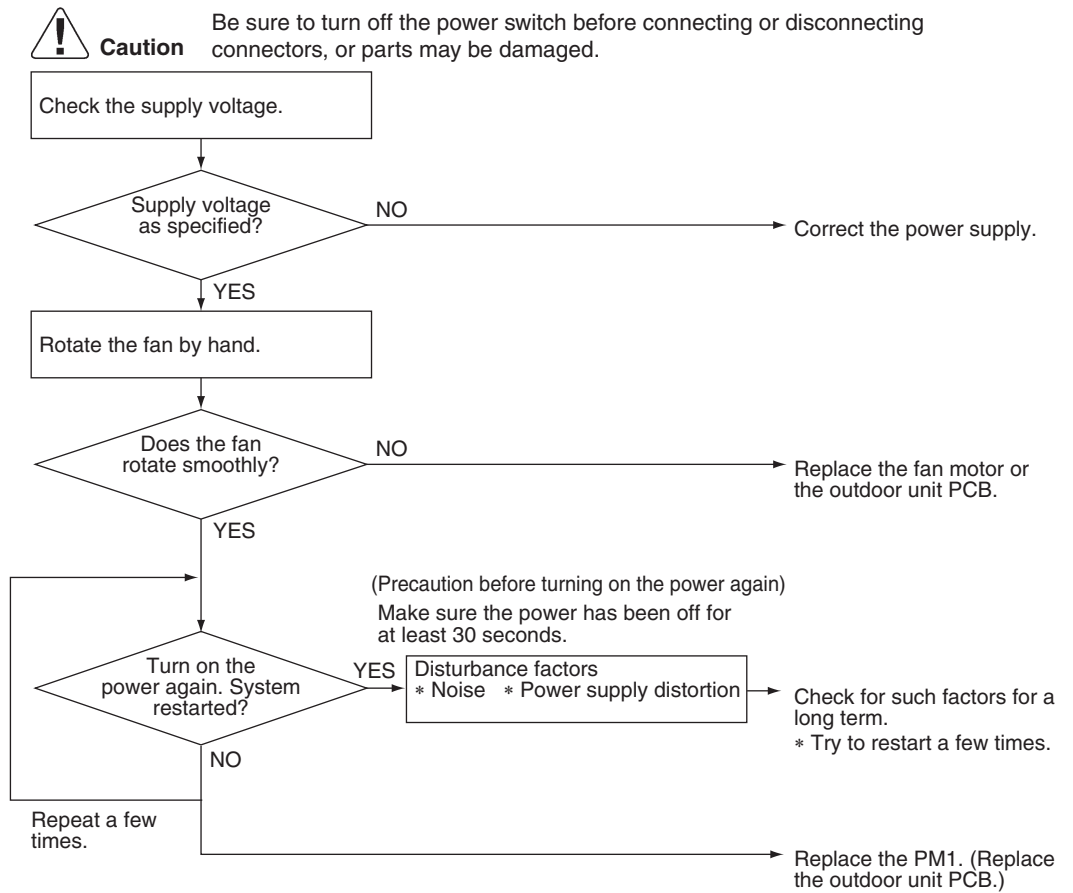 Be sure to turn off the power switch before connecting or disconnecting
Caution connectors, or parts may be damaged.
Check the supply voltage.
Supply voltage
as specified?
NO
Correct the power supply.
YES
Rotate the fan by hand.
Does the fan
rotate smoothly?
NO
Replace the fan motor or
the outdoor unit PCB.
YES
(Precaution before turning on the power again)
Make sure the power has been off for
at least 30 seconds.
Turn on the
power again. System
restarted?
YES
Disturbance factors
* Noise * Power supply distortion
Check for such factors for a
long term.
* Try to restart a few times.
NO
Repeat a few
times.
Replace the PM1. (Replace
the outdoor unit PCB.)